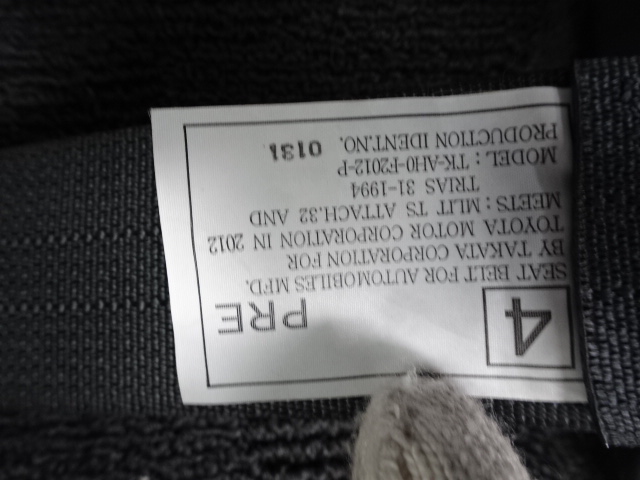 4 PRE
SEAT BELT FOR AUTOMOBILES MFD.
BY TAKATA CORPORATION FOR
TOYOTA MOTOR CORPORATION IN 2012
MEETS: MLIT TS ATTACH.32 AND
TRIAS 31-1994
MODEL: TK-AH0-F2012-P
PRODUCTION IDENT.NO. 0131